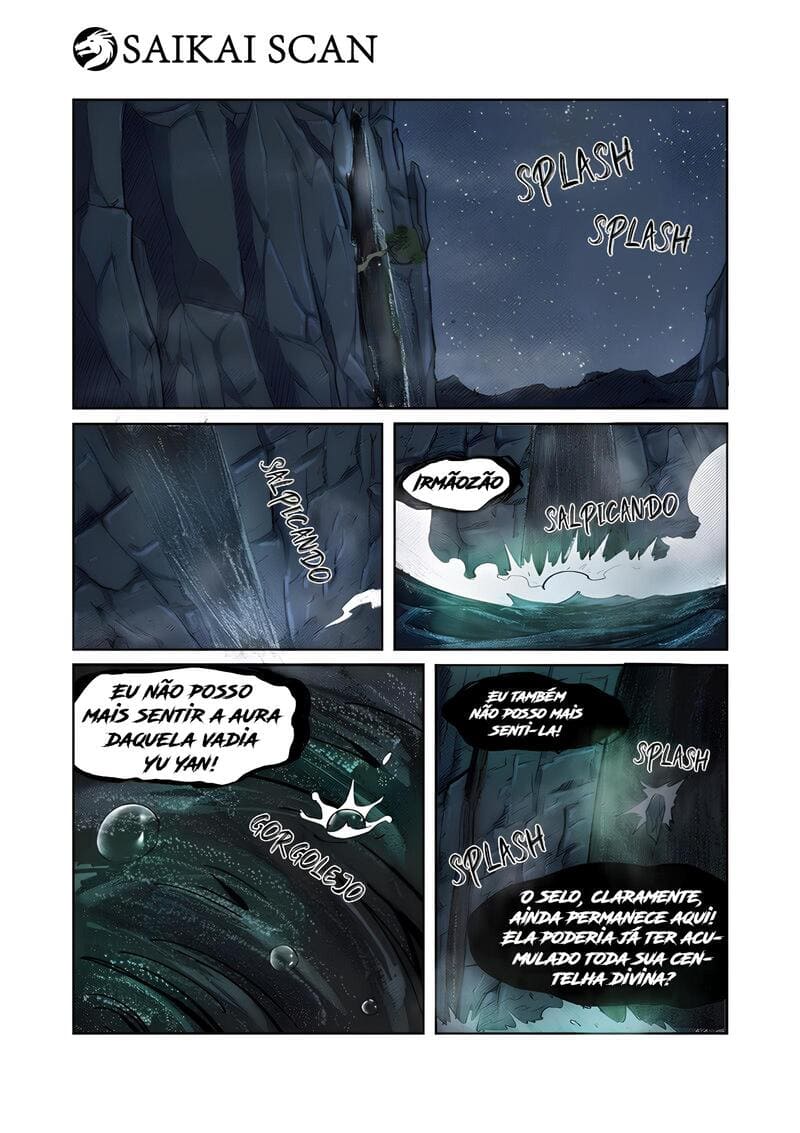 SAIKAI SCAN
SPLASH
SPLASH
SALPICANDO
IRMÃOZÃO
SALPICANDO
EU NÃO POSSO
MAIS SENTIR A AURA
DAQUELA VADIA
YU YAN!
GORGOLEJO
EU TAMBÉM
NÃO POSSO MAIS
SENTI-LA!
SPLASH
SPLASH
O SELO, CLARAMENTE,
AINDA PERMANECE AQUI!
ELA PODERIA JÁ TER ACU-
MULADO TODA SUA CEN-
TELHA DIVINA?